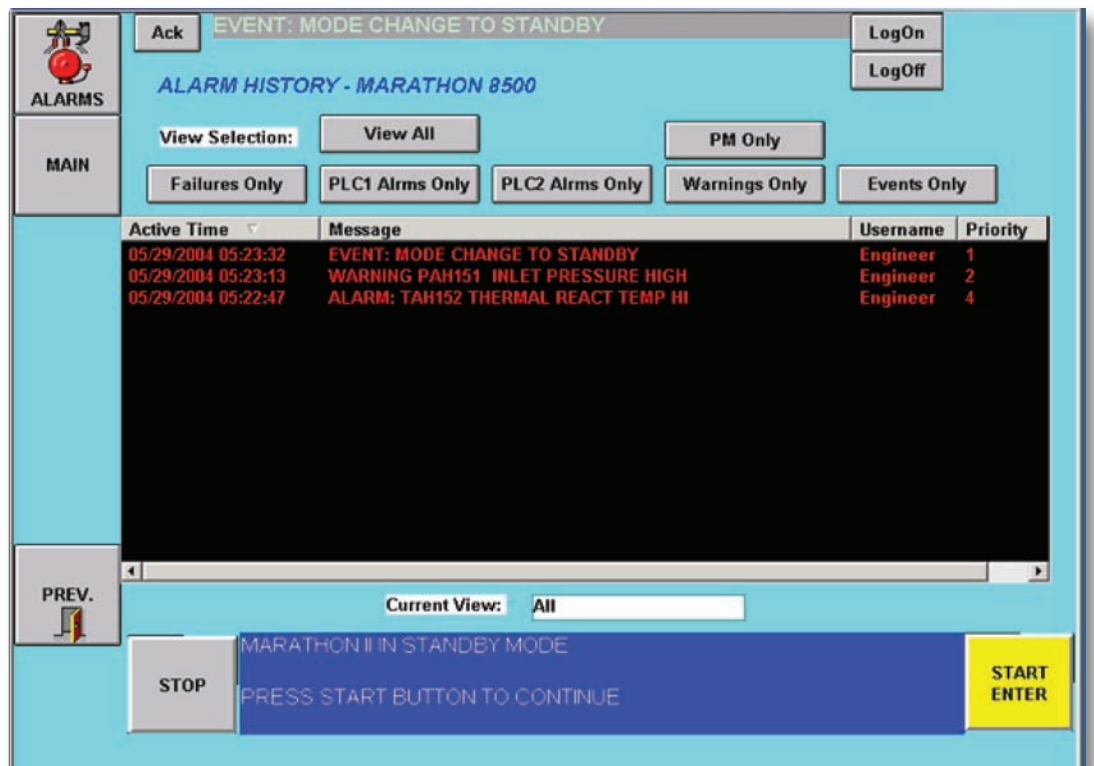 ALARMS
Ack
EVENT: MODE CHANGE TO STANDBY
LogOn
LogOff
ALARM HISTORY - MARATHON 8500
MAIN
View Selection:
View All
PM Only
Failures Only
PLC1 Alrms Only
PLC2 Alrms Only
Warnings Only
Events Only
Active Time Message Username Priority
05/29/2004 05:23:32 EVENT: MODE CHANGE TO STANDBY Engineer 1
05/29/2004 05:23:13 WARNING PAH151 INLET PRESSURE HIGH Engineer 2
05/29/2004 05:22:47 ALARM: TAH152 THERMAL REACT TEMP HI Engineer 4
PREV.
Current View: All
STOP
MARATHON II IN STANDBY MODE
PRESS START BUTTON TO CONTINUE
START
ENTER